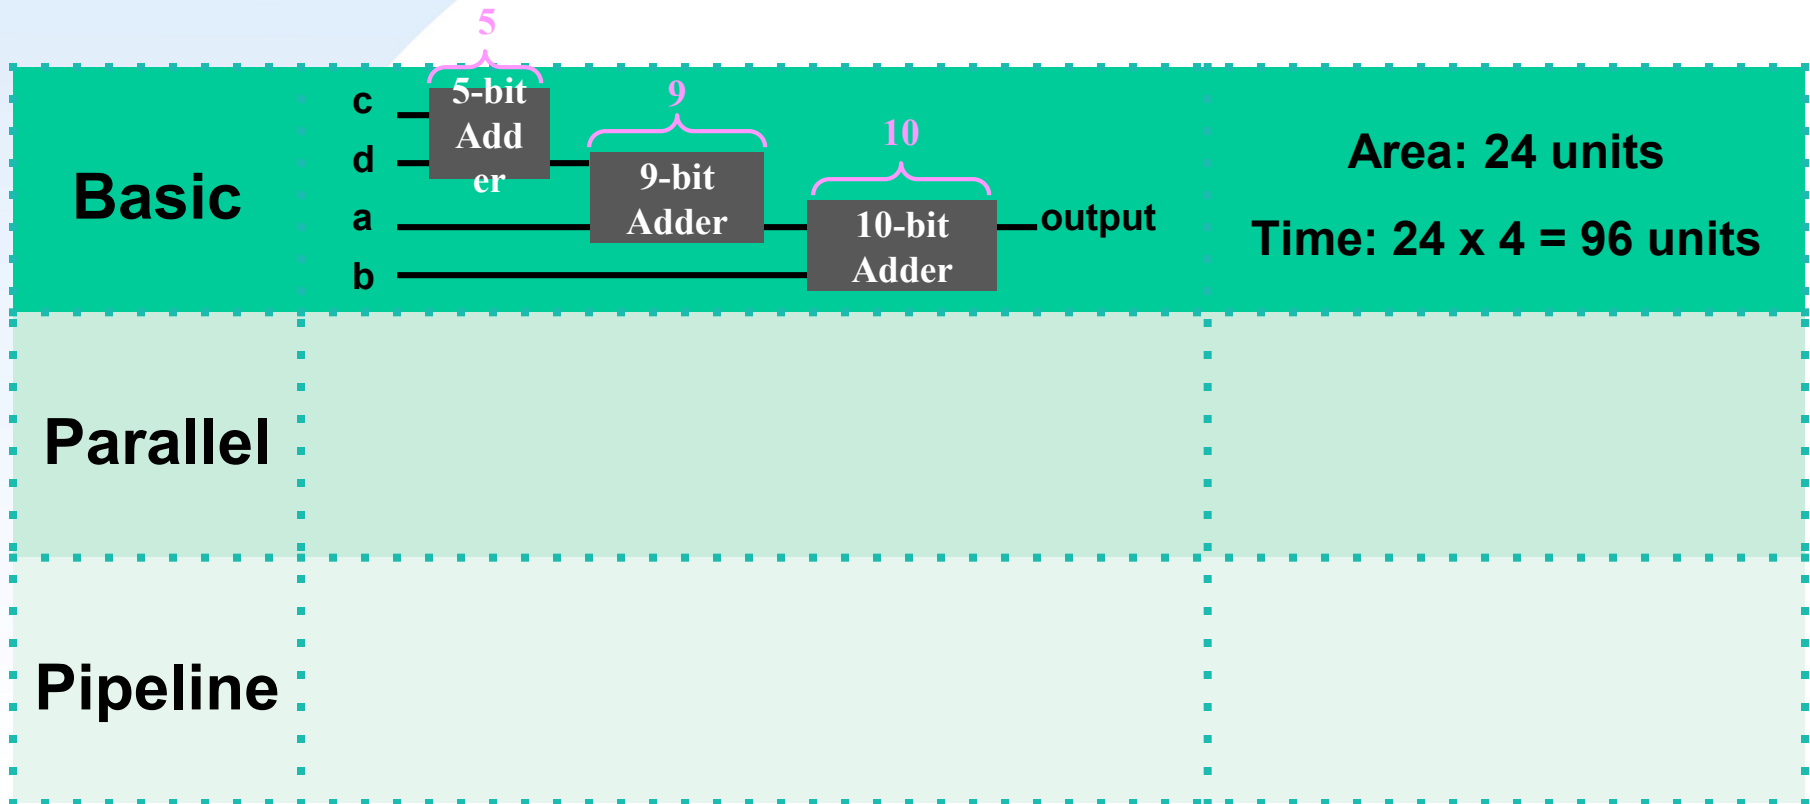 5
Basic
c
d
a
b
5-bit
Add
er
9
9-bit
Adder
10
10-bit
Adder
output
Area: 24 units
Time: 24 x 4 = 96 units
Parallel
Pipeline